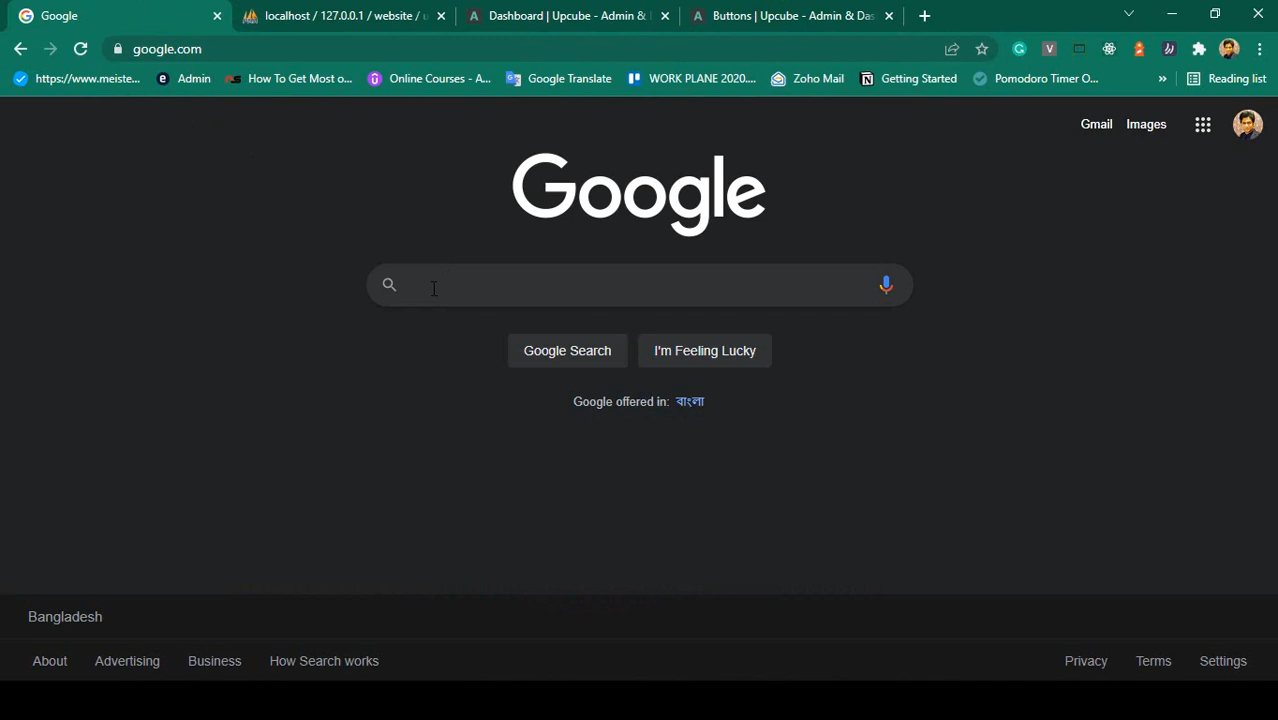 Google
localhost / 127.0.0.1 / website / u
Dashboard | Upcube - Admin &
Buttons | Upcube - Admin & Das
google.com
https://www.meiste...
Admin
How To Get Most o...
Online Courses - A...
Google Translate
WORK PLANE 2020....
Zoho Mail
Getting Started
Pomodoro Timer O...
»
Reading list
Gmail
Images
Google
Google Search
I'm Feeling Lucky
Google offered in: বাংলা
Bangladesh
About
Advertising
Business
How Search works
Privacy
Terms
Settings